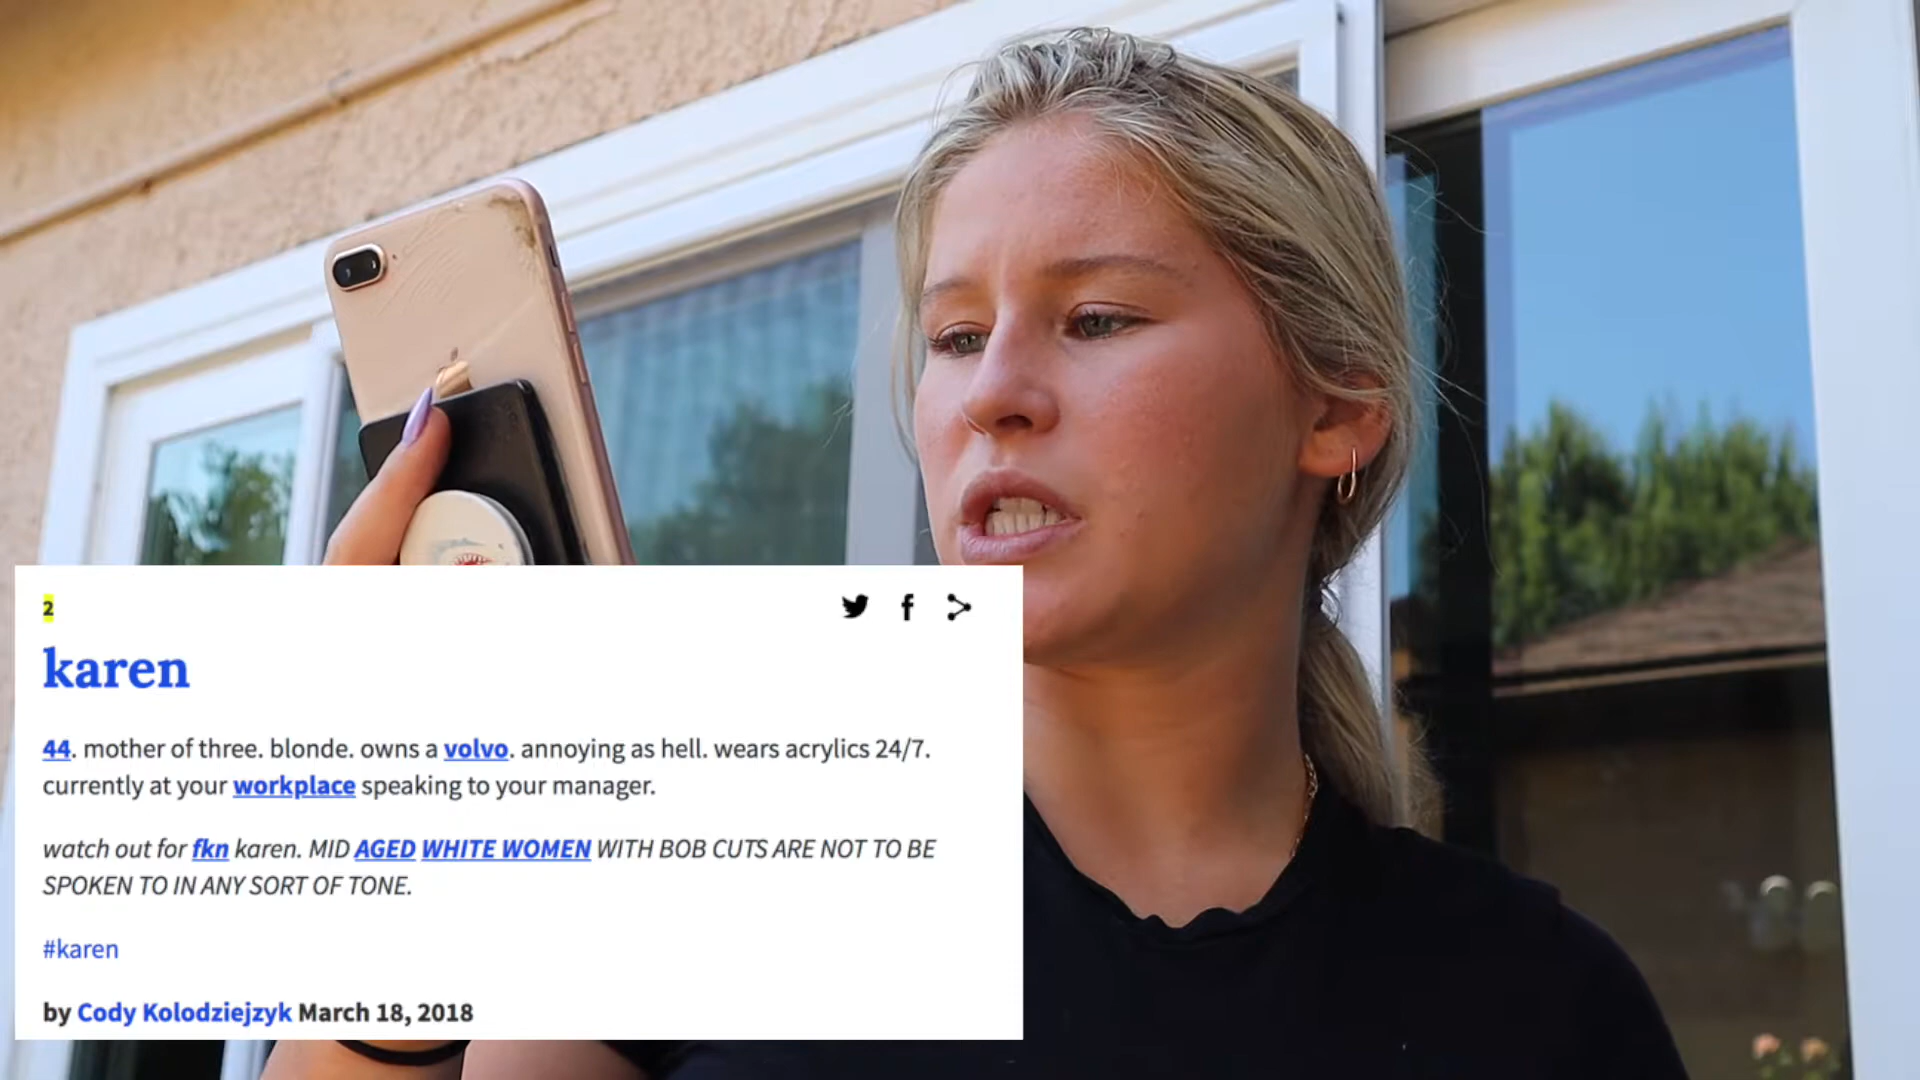 2
karen
44. mother of three. blonde. owns a volvo. annoying as hell. wears acrylics 24/7.
currently at your workplace speaking to your manager.
watch out for fkn karen. MID AGED WHITE WOMEN WITH BOB CUTS ARE NOT TO BE
SPOKEN TO IN ANY SORT OF TONE.
#karen
by Cody Kolodziejzyk March 18, 2018